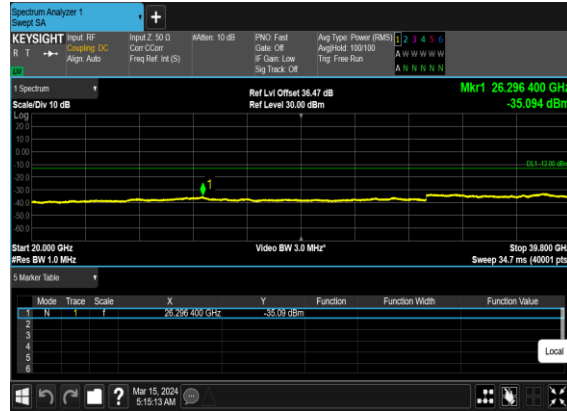 Spectrum Analyzer 1
Swept SA
+
KEYSIGHT Input: RF Input Z: 50 Ω #Atten: 10 dB PNO: Fast Avg Type: Power (RMS) 1 2 3 4 5 6
R T Coupling: DC Corr CCorr Gate: Off Avg|Hold: 100/100 A W W W W W
Align: Auto Freq Ref: Int (S) IF Gain: Low Trig: Free Run
Sig Track: Off A N N N N N
1 Spectrum Ref Lvl Offset 36.47 dB Mkr1 26.296 400 GHz
Scale/Div 10 dB Ref Level 30.00 dBm -35.094 dBm
Log
20.0
10.0
0.00
-10.0 DL1 -13.00 dBm
-20.0
-30.0 1
-40.0
-50.0
-60.0
Start 20.000 GHz Video BW 3.0 MHz* Stop 39.800 GHz
#Res BW 1.0 MHz Sweep 34.7 ms (40001 pts)
5 Marker Table
Mode Trace Scale X Y Function Function Width Function Value
1 N 1 f 26.296 400 GHz -35.09 dBm
2
3
4
5
6
Local
? Mar 15, 2024
5:15:13 AM